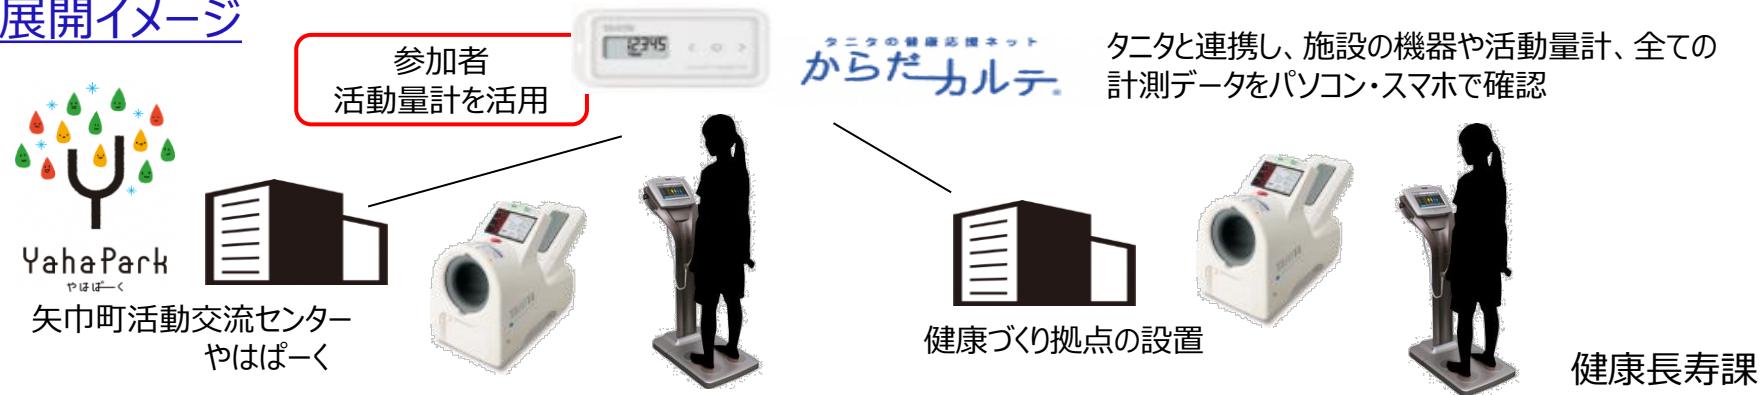 展開イメージ
参加者
活動量計を活用
12345
タニタの健康応援ネット
からだカルテ®
タニタと連携し、施設の機器や活動量計、全ての
計測データをパソコン・スマホで確認
YahaPark
やはぱーく
矢巾町活動交流センター
やはぱーく
健康づくり拠点の設置
健康長寿課